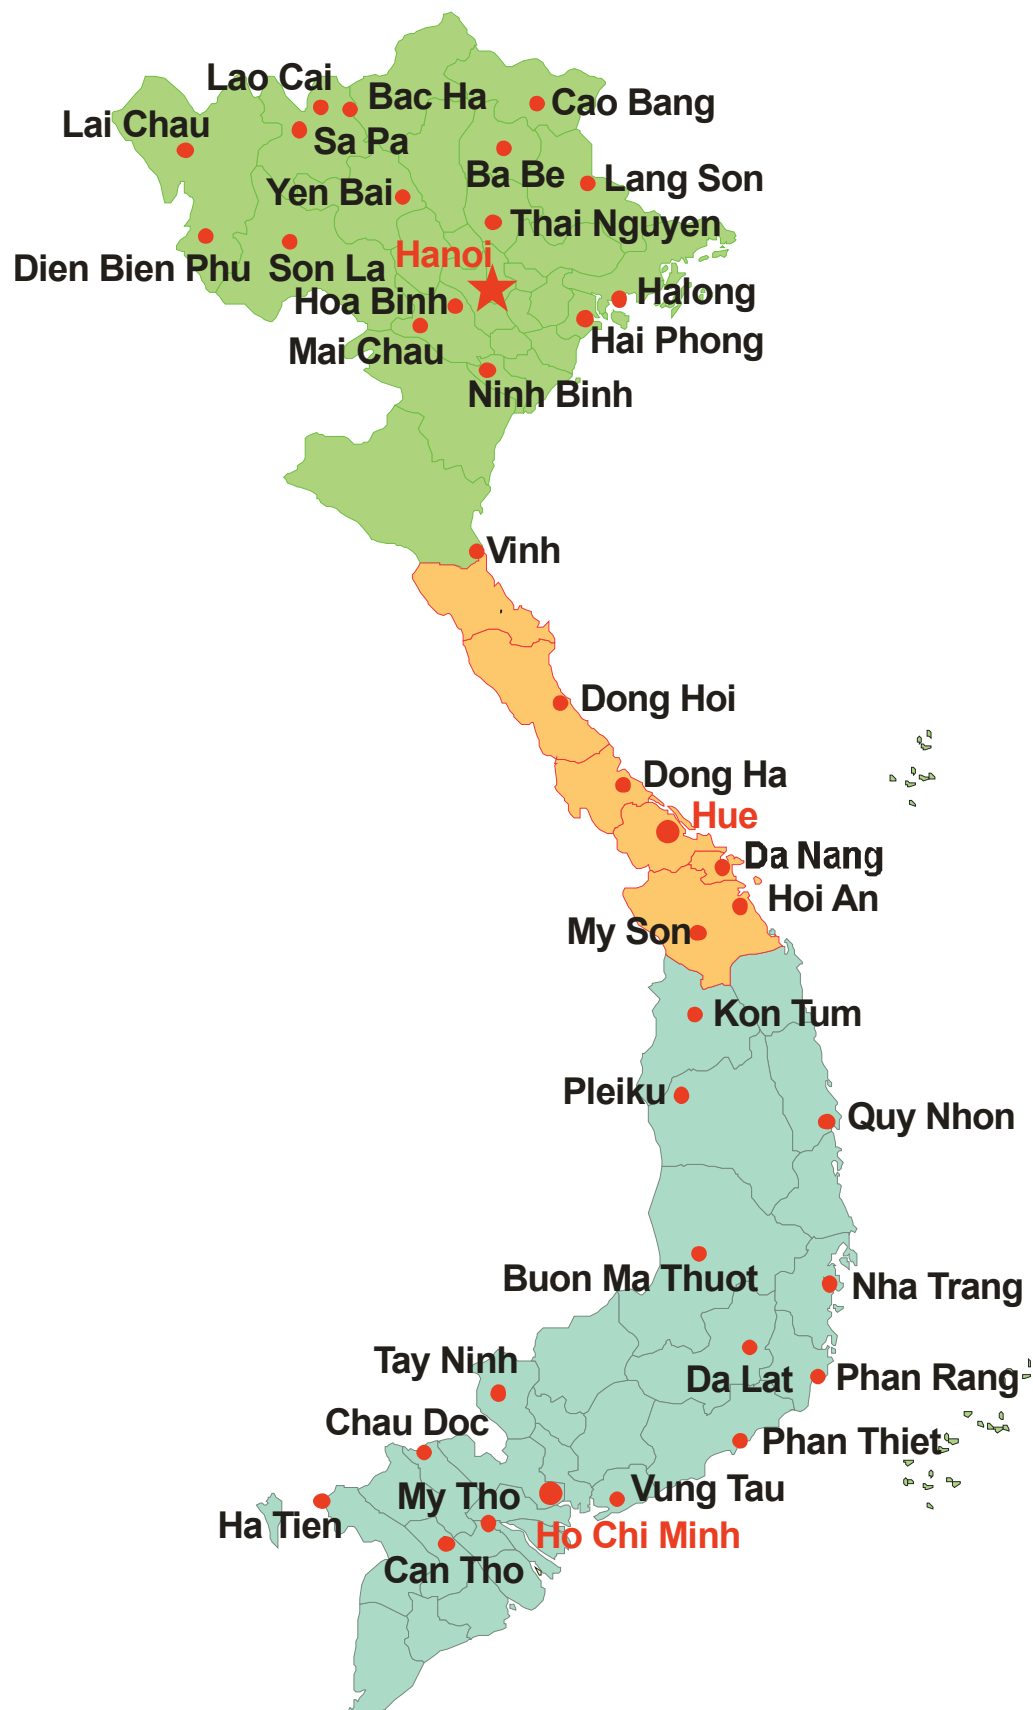 Lao Cai
Bac Ha
Cao Bang
Lai Chau
Sa Pa
Ba Be
Lang Son
Yen Bai
Thai Nguyen
Hanoi
Dien Bien Phu
Son La
Hoa Binh
Halong
Mai Chau
Hai Phong
Ninh Binh
Vinh
Dong Hoi
Dong Ha
Hue
Da Nang
Hoi An
My Son
Kon Tum
Pleiku
Quy Nhon
Buon Ma Thuot
Nha Trang
Tay Ninh
Da Lat
Phan Rang
Chau Doc
Phan Thiet
My Tho
Vung Tau
Ha Tien
Ho Chi Minh
Can Tho